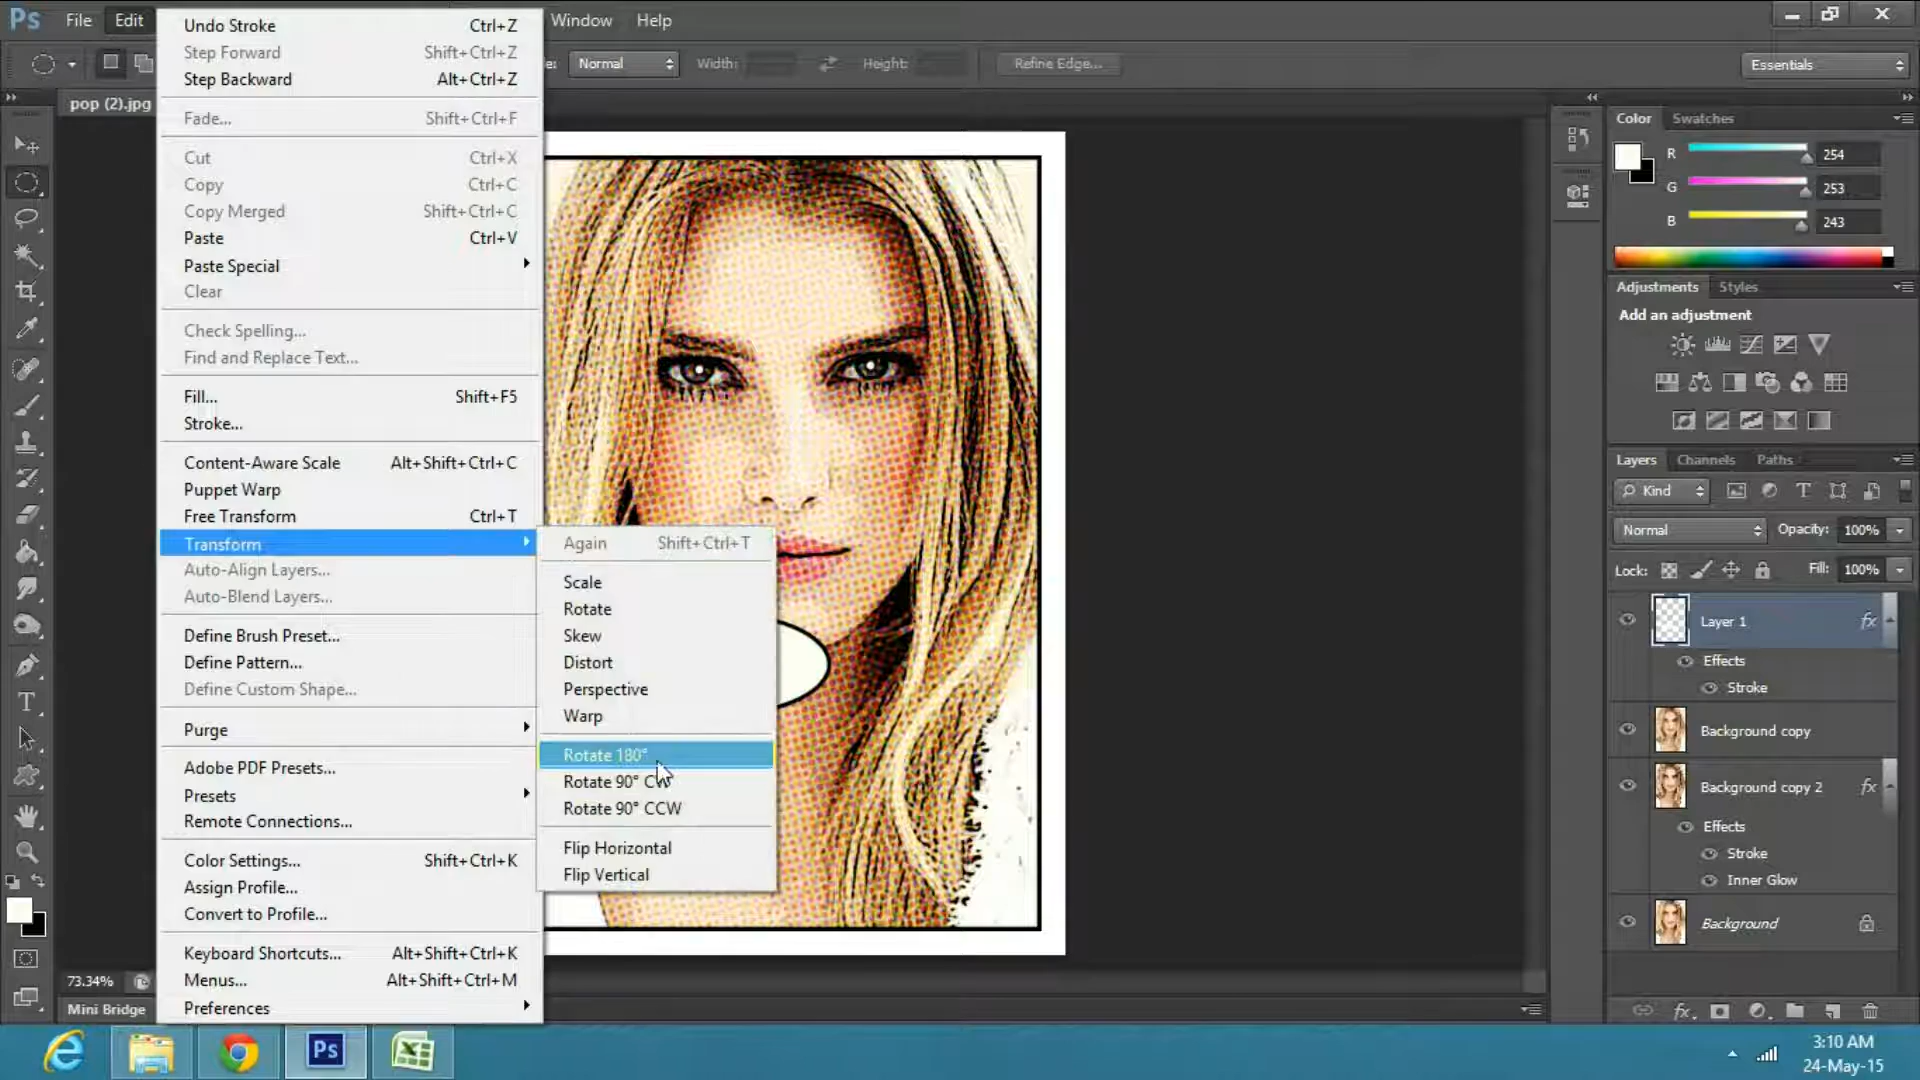 Ps File Edit Window Help
Undo Stroke Ctrl+Z
Step Forward Shift+Ctrl+Z
Step Backward Alt+Ctrl+Z
Fade... Shift+Ctrl+F
Cut Ctrl+X
Copy Ctrl+C
Copy Merged Shift+Ctrl+C
Paste Ctrl+V
Paste Special
Clear
Check Spelling...
Find and Replace Text...
Fill... Shift+F5
Stroke...
Content-Aware Scale Alt+Shift+Ctrl+C
Puppet Warp
Free Transform Ctrl+T
Transform
Auto-Align Layers...
Auto-Blend Layers...
Define Brush Preset...
Define Pattern...
Define Custom Shape...
Purge
Adobe PDF Presets...
Presets
Remote Connections...
Color Settings... Shift+Ctrl+K
Assign Profile...
Convert to Profile...
Keyboard Shortcuts... Alt+Shift+Ctrl+K
Menus... Alt+Shift+Ctrl+M
Preferences
Again Shift+Ctrl+T
Scale
Rotate
Skew
Distort
Perspective
Warp
Rotate 180°
Rotate 90° CW
Rotate 90° CCW
Flip Horizontal
Flip Vertical
e: Normal Width: Height: Refine Edge... Essentials
pop (2).jpg
Color Swatches
R 254
G 253
B 243
Adjustments Styles
Add an adjustment
Layers Channels Paths
Kind
Normal Opacity: 100%
Lock: Fill: 100%
Layer 1 fx
Effects
Stroke
Background copy
Background copy 2 fx
Effects
Stroke
Inner Glow
Background
fx
73.34%
Mini Bridge
Ps
3:10 AM
24-May-15